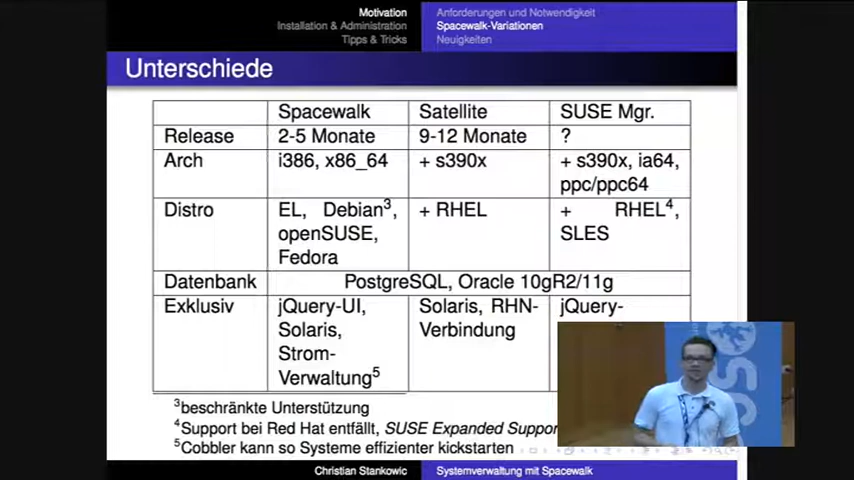 Motivation
Installation & Administration
Tipps & Tricks
Anforderungen und Notwendigkeit
Spacewalk-Variationen
Neuigkeiten
Unterschiede
Spacewalk Satellite SUSE Mgr.
Release 2-5 Monate 9-12 Monate ?
Arch i386, x86_64 + s390x + s390x, ia64,
ppc/ppc64
Distro EL, Debian³, + RHEL + RHEL⁴,
openSUSE, SLES
Fedora
Datenbank PostgreSQL, Oracle 10gR2/11g
Exklusiv jQuery-UI, Solaris, RHN- jQuery-
Solaris, Verbindung
Strom-
Verwaltung⁵
³beschränkte Unterstützung
⁴Support bei Red Hat entfällt, SUSE Expanded Suppor
⁵Cobbler kann so Systeme effizienter kickstarten
Christian Stankowic Systemverwaltung mit Spacewalk